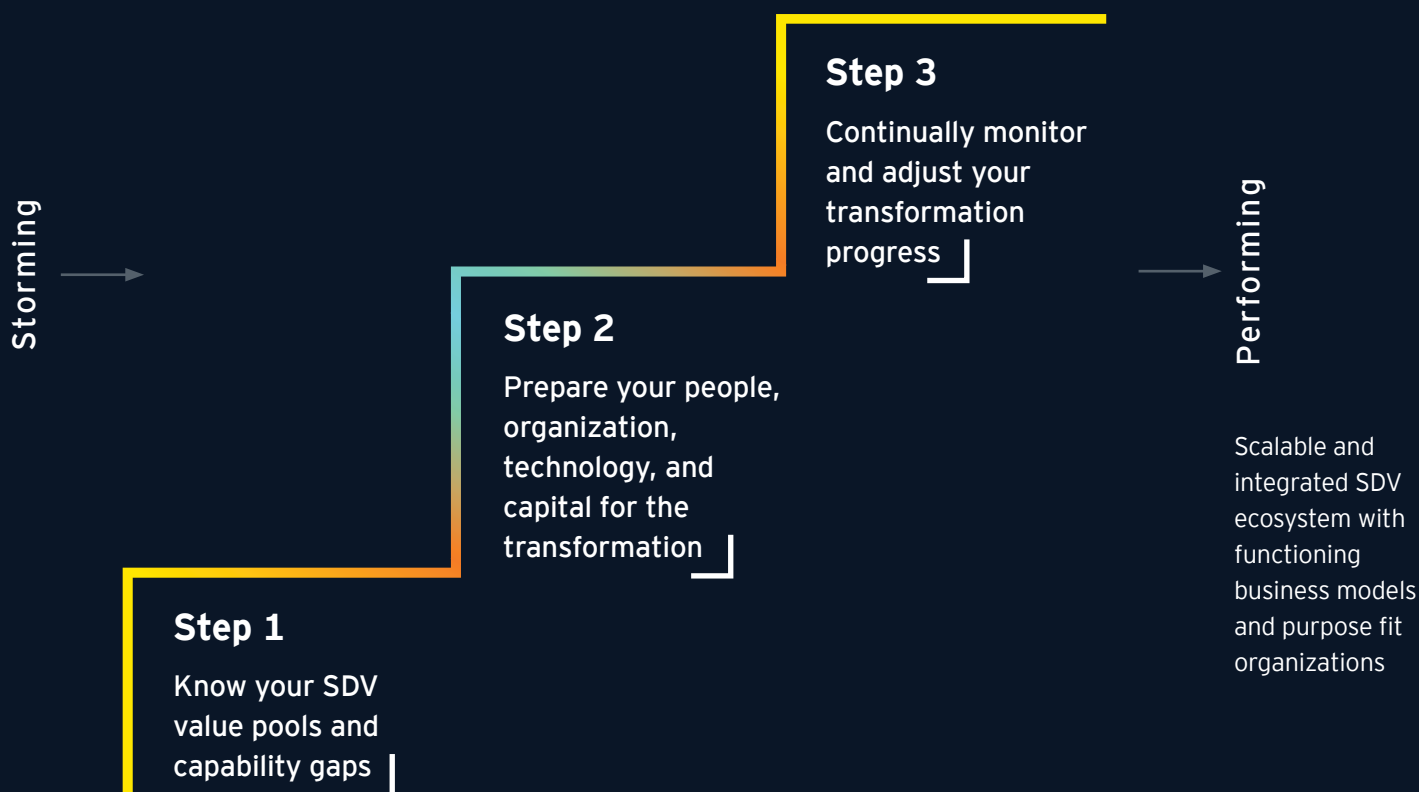 Storming
Step 1
Know your SDV
value pools and
capability gaps
Step 2
Prepare your people,
organization,
technology, and
capital for the
transformation
Step 3
Continually monitor
and adjust your
transformation
progress
Performing
Scalable and
integrated SDV
ecosystem with
functioning
business models
and purpose fit
organizations